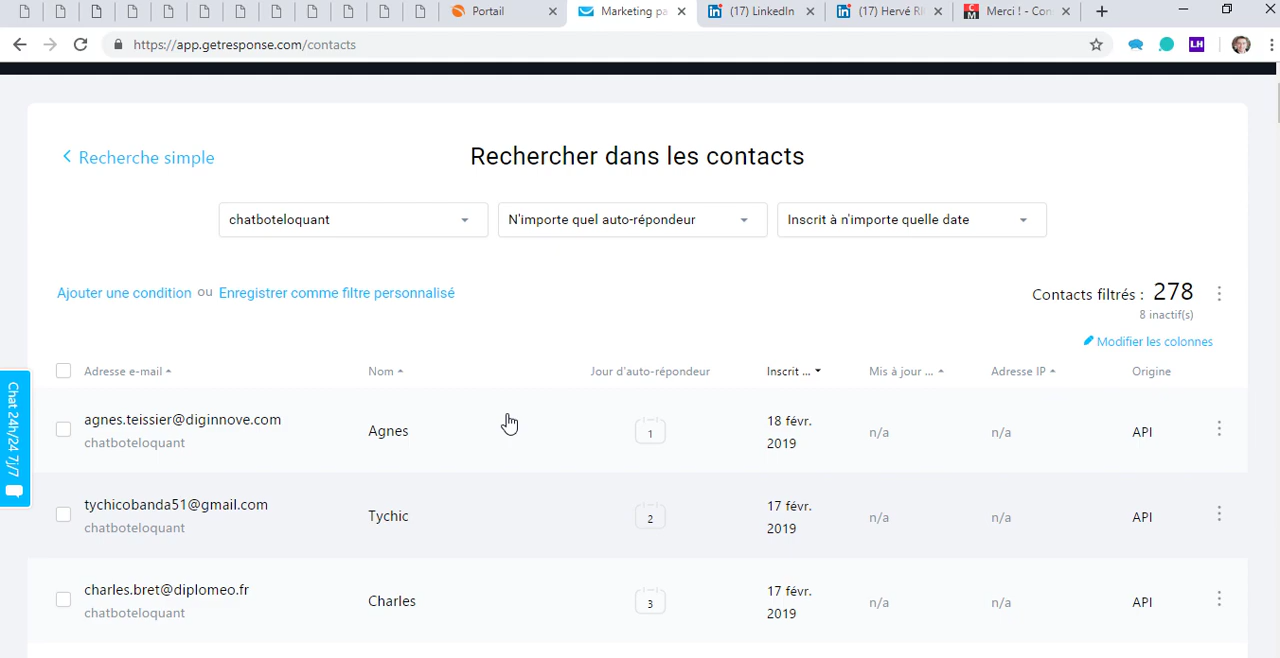 Portail
Marketing pa
(17) LinkedIn
(17) Hervé RI
Merci ! - Con
https://app.getresponse.com/contacts
LH
Recherche simple
Rechercher dans les contacts
chatboteloquant
N'importe quel auto-répondeur
Inscrit à n'importe quelle date
Ajouter une condition ou Enregistrer comme filtre personnalisé
Contacts filtrés : 278
8 inactif(s)
Modifier les colonnes
Adresse e-mail Nom Jour d'auto-répondeur Inscrit ... Mis à jour ... Adresse IP Origine
agnes.teissier@diginnove.com
chatboteloquant
Agnes
1
18 févr.
2019
n/a
n/a
API
tychicobanda51@gmail.com
chatboteloquant
Tychic
2
17 févr.
2019
n/a
n/a
API
charles.bret@diplomeo.fr
chatboteloquant
Charles
3
17 févr.
2019
n/a
n/a
API
Chat 24h/24 7j/7